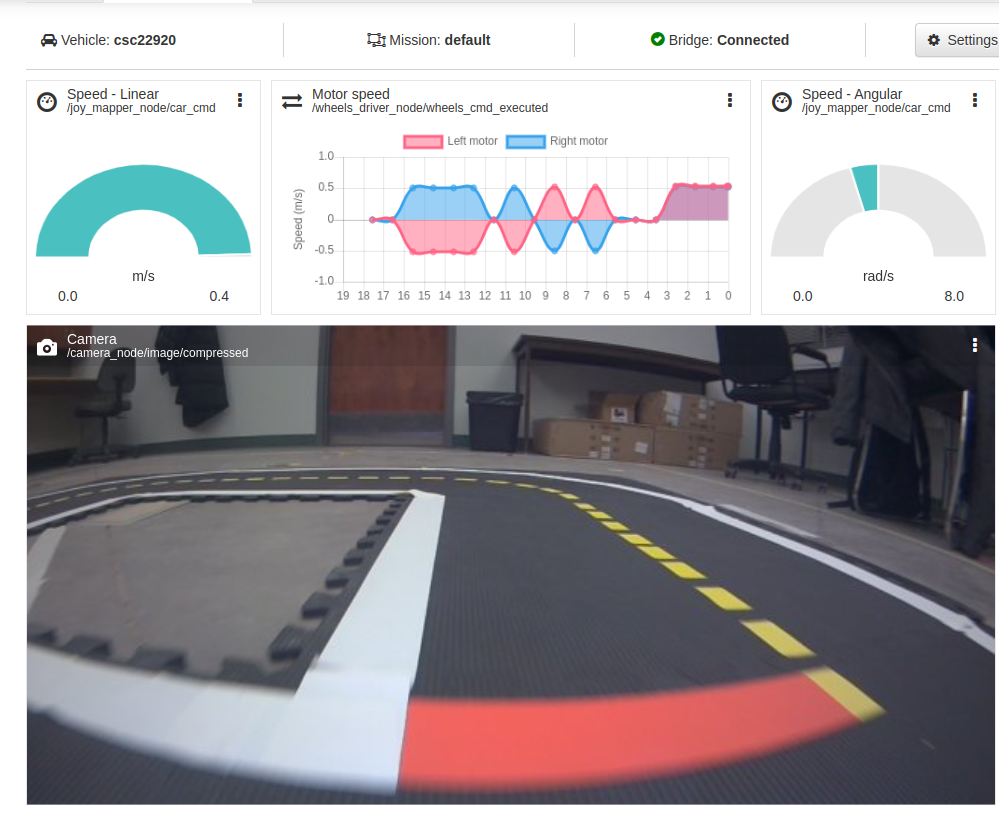 Vehicle: csc22920
Mission: default
Bridge: Connected
Settings
Speed - Linear
/joy_mapper_node/car_cmd
m/s
0.0 0.4
Motor speed
/wheels_driver_node/wheels_cmd_executed
Left motor Right motor
Speed (m/s)
1.0
0.5
0
-0.5
-1.0
19 18 17 16 15 14 13 12 11 10 9 8 7 6 5 4 3 2 1 0
Speed - Angular
/joy_mapper_node/car_cmd
rad/s
0.0 8.0
Camera
/camera_node/image/compressed